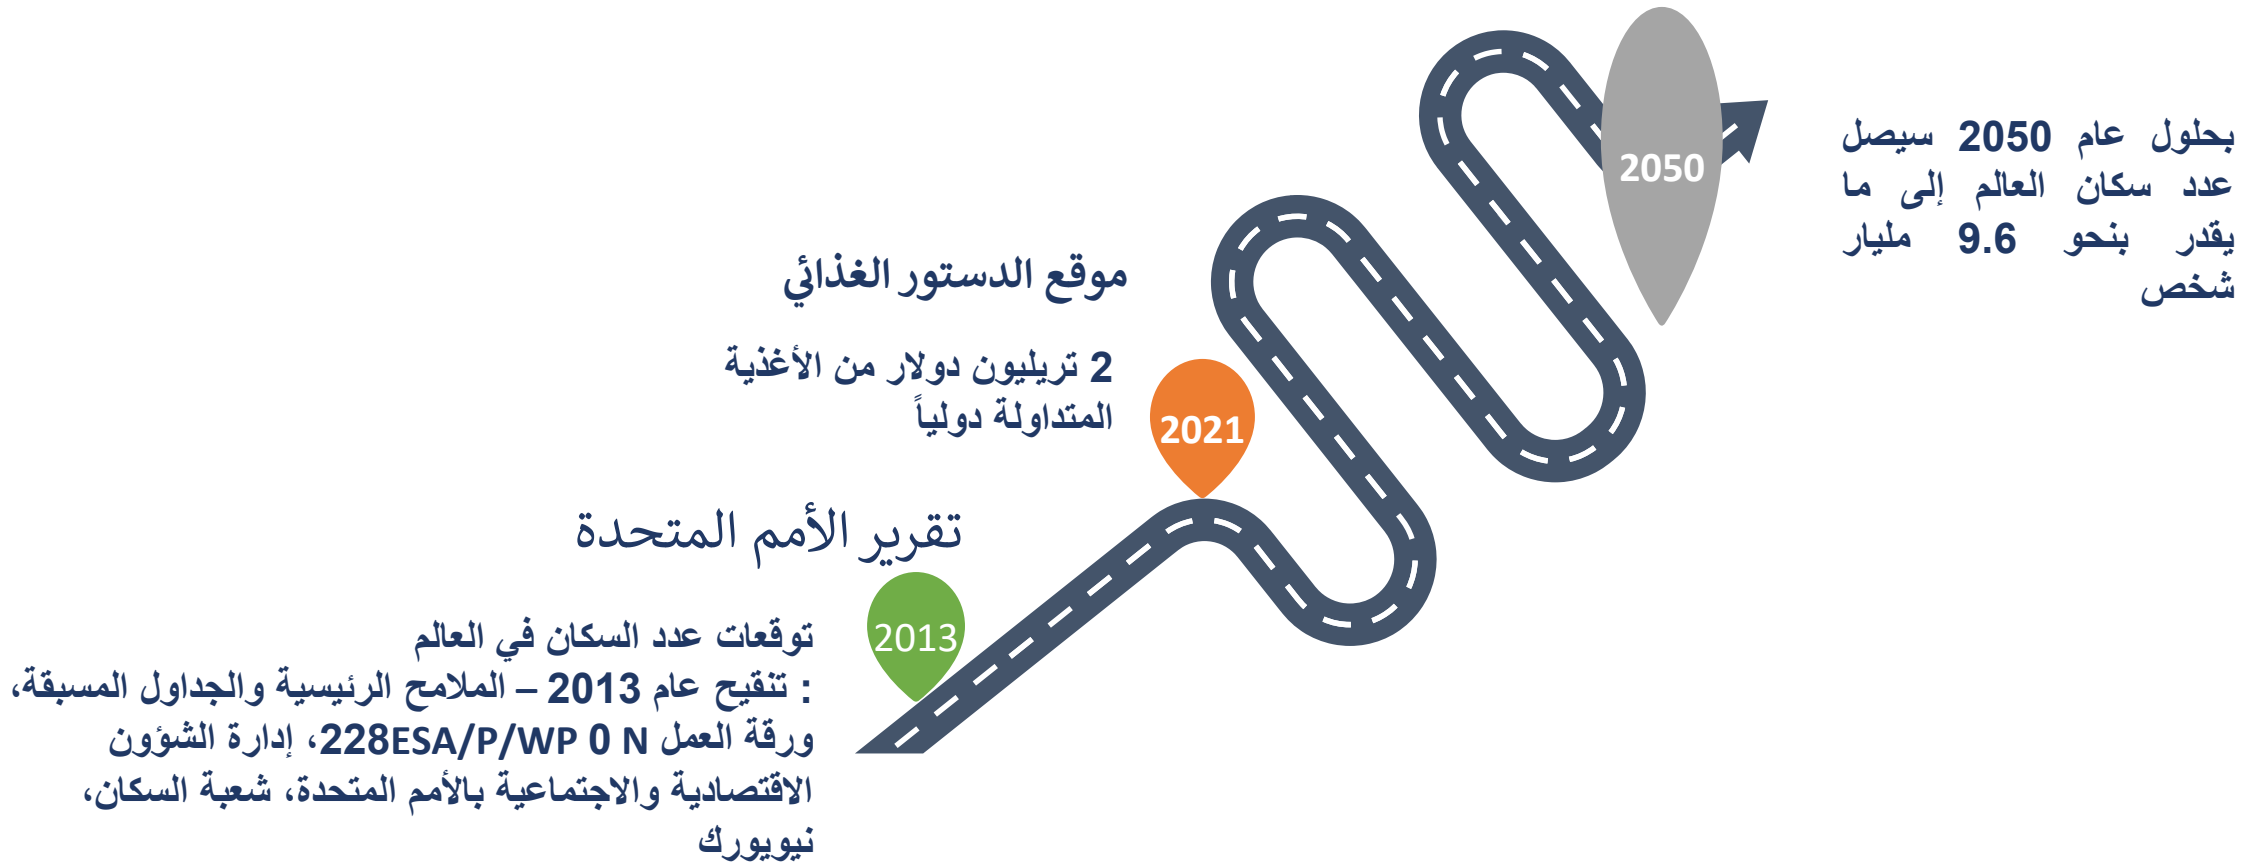 بحلول عام 2050 سيصل
عدد سكان العالم إلى ما
يقدر بنحو 9.6 مليار
شخص
2050
موقع الدستور الغذائي
2 تريليون دولار من الأغذية
المتداولة دولياً
2021
تقرير الأمم المتحدة
2013
توقعات عدد السكان في العالم
: تنقيح عام 2013 – الملامح الرئيسية والجداول المسبقة،
ورقة العمل 228ESA/P/WP 0 N، إدارة الشؤون
الاقتصادية والاجتماعية بالأمم المتحدة، شعبة السكان،
نيويورك